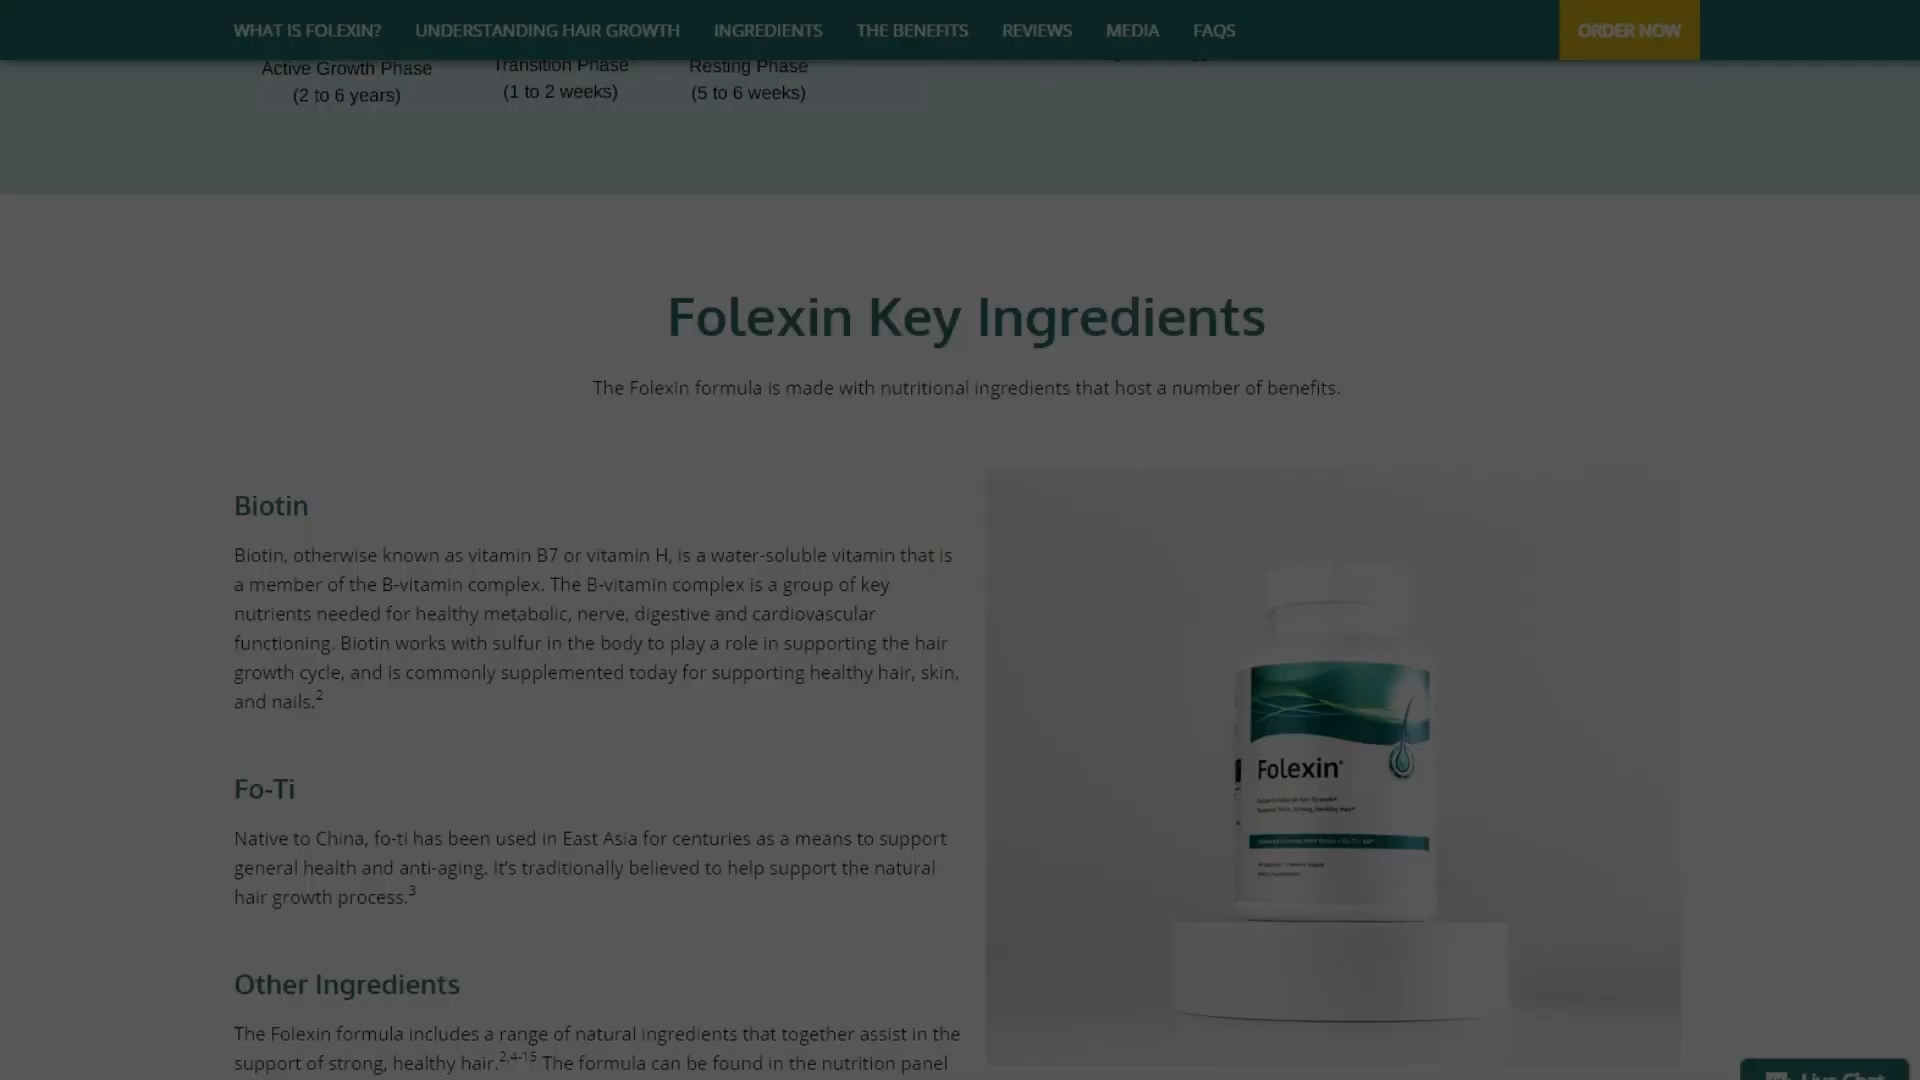 WHAT IS FOLEXIN? UNDERSTANDING HAIR GROWTH INGREDIENTS THE BENEFITS REVIEWS MEDIA FAQS ORDER NOW
Active Growth Phase Transition Phase Resting Phase
(2 to 6 years) (1 to 2 weeks) (5 to 6 weeks)
Folexin Key Ingredients
The Folexin formula is made with nutritional ingredients that host a number of benefits.
Biotin
Biotin, otherwise known as vitamin B7 or vitamin H, is a water-soluble vitamin that is
a member of the B-vitamin complex. The B-vitamin complex is a group of key
nutrients needed for healthy metabolic, nerve, digestive and cardiovascular
functioning. Biotin works with sulfur in the body to play a role in supporting the hair
growth cycle, and is commonly supplemented today for supporting healthy hair, skin,
and nails.2
Fo-Ti
Native to China, fo-ti has been used in East Asia for centuries as a means to support
general health and anti-aging. It's traditionally believed to help support the natural
hair growth process.3
Other Ingredients
The Folexin formula includes a range of natural ingredients that together assist in the
support of strong, healthy hair.2,4-15 The formula can be found in the nutrition panel
Folexin®
Live Chat